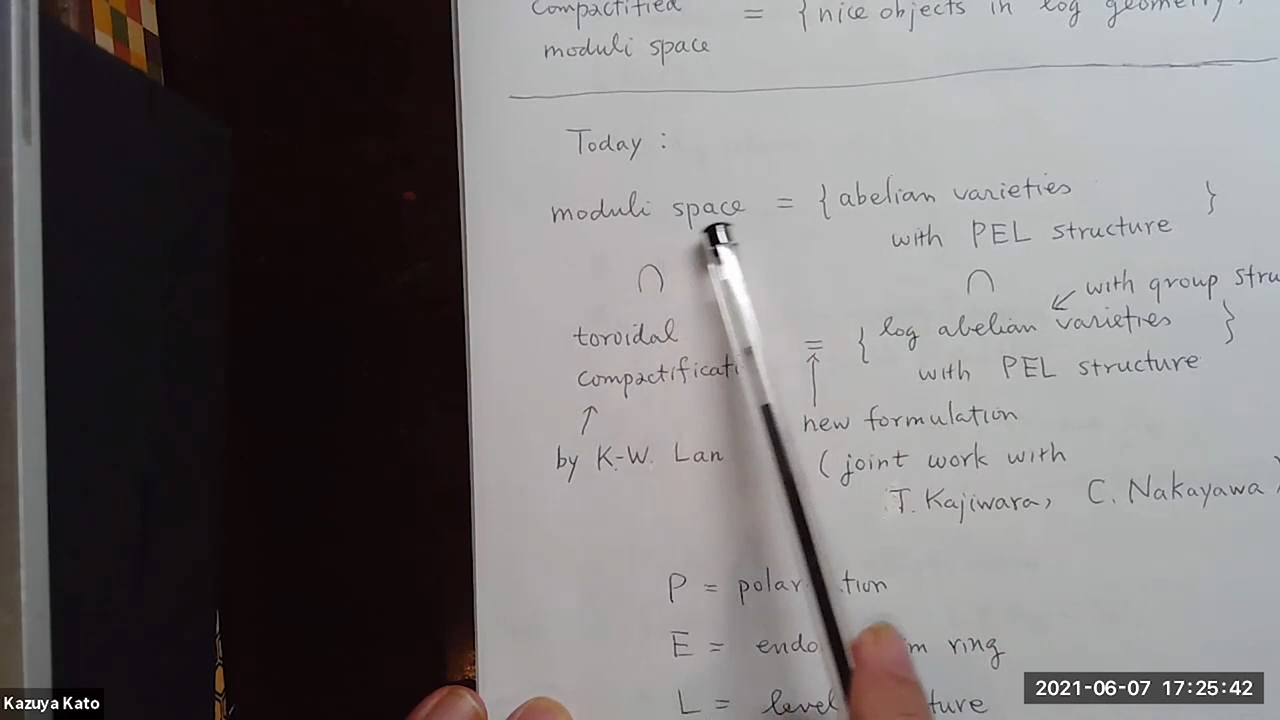 Compactified = { nice objects in log geometry
moduli space
Today :
moduli space = { abelian varieties }
with PEL structure
∩ ∩
with group stru
toroidal = { log abelian varieties }
compactificati with PEL structure
↑ ↑ new formulation
by K-W. Lan ( joint work with
T. Kajiwara, C. Nakayawa )
P = polar tion
E = endo m ring
L = level ture
Kazuya Kato
2021-06-07 17:25:42